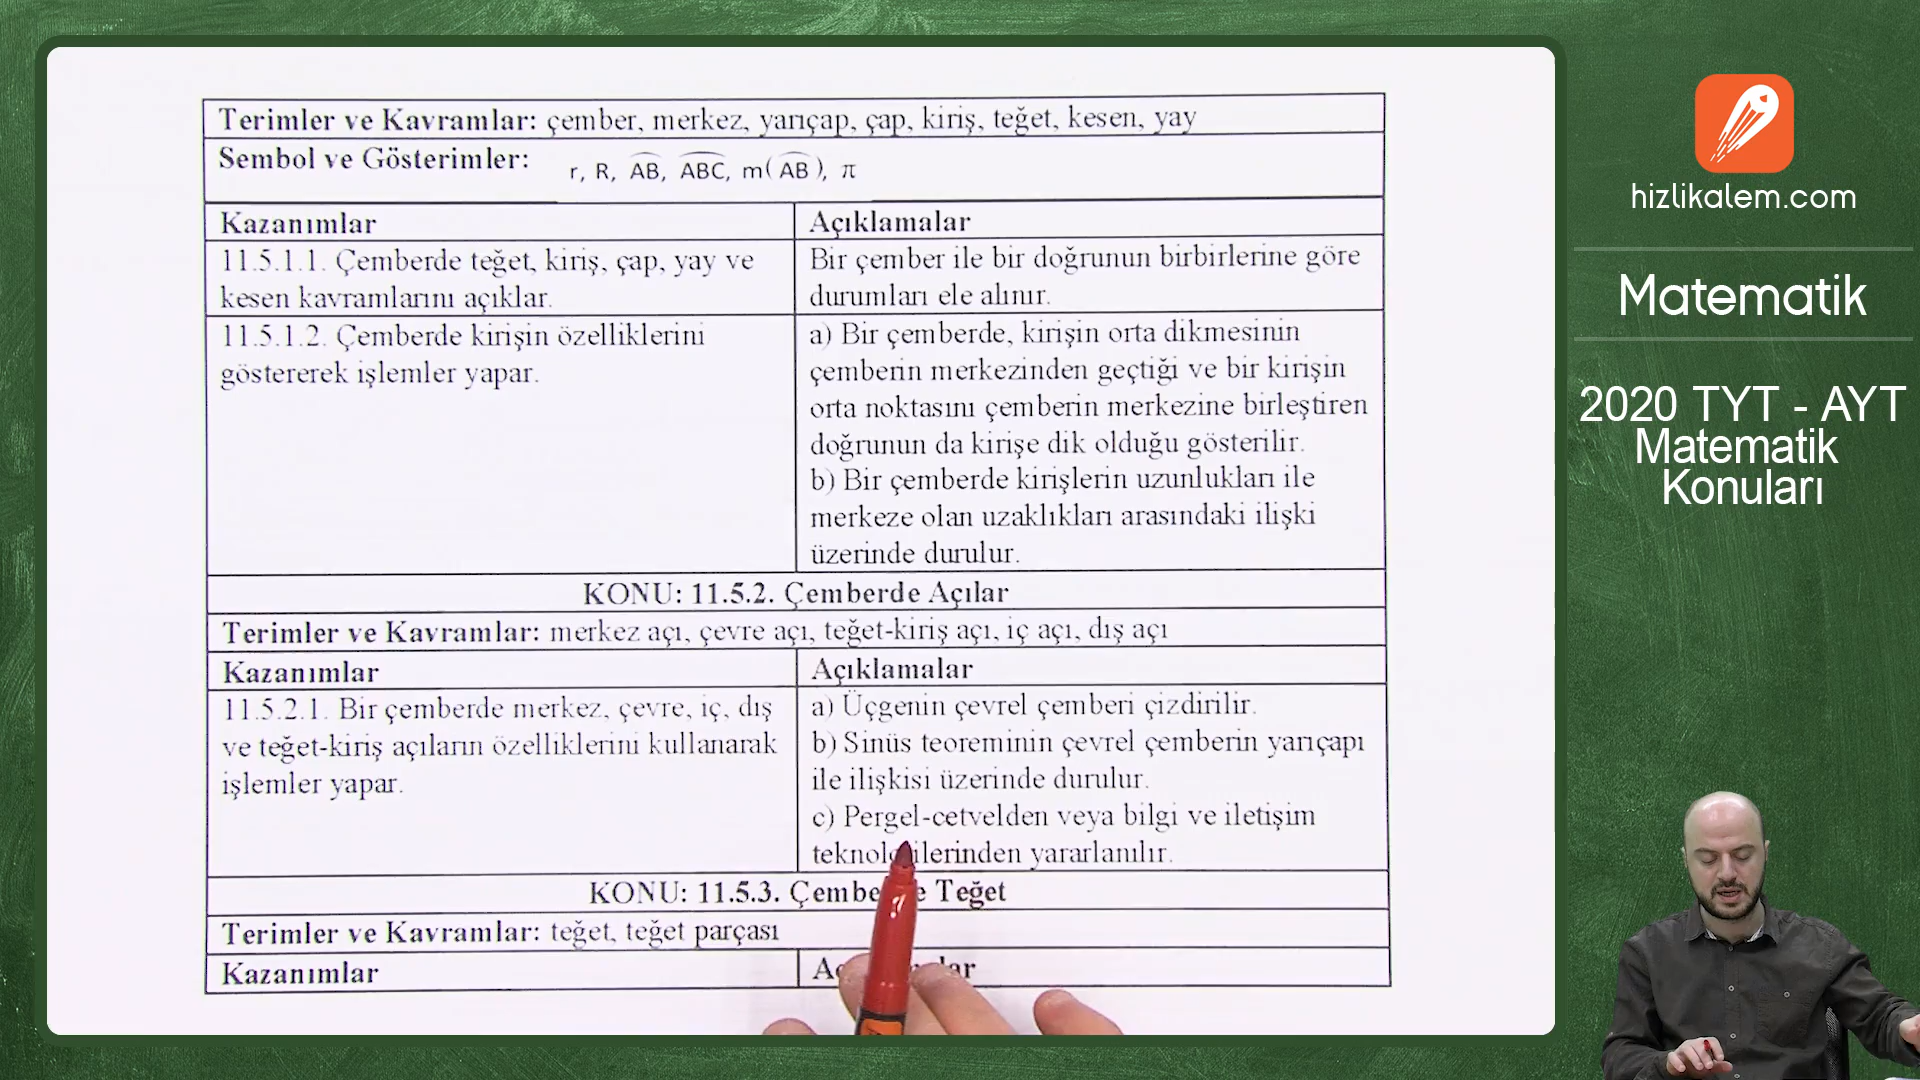 Terimler ve Kavramlar: çember, merkez, yarıçap, çap, kiriş, teğet, kesen, yay
Sembol ve Gösterimler: r, R, AB, ABC, m( AB ), π
Kazanımlar
Açıklamalar
11.5.1.1. Çemberde teğet, kiriş, çap, yay ve
kesen kavramlarını açıklar.
Bir çember ile bir doğrunun birbirlerine göre
durumları ele alınır.
11.5.1.2. Çemberde kirişin özelliklerini
göstererek işlemler yapar.
a) Bir çemberde, kirişin orta dikmesinin
çemberin merkezinden geçtiği ve bir kirişin
orta noktasını çemberin merkezine birleştiren
doğrunun da kirişe dik olduğu gösterilir.
b) Bir çemberde kirişlerin uzunlukları ile
merkeze olan uzaklıkları arasındaki ilişki
üzerinde durulur.
KONU: 11.5.2. Çemberde Açılar
Terimler ve Kavramlar: merkez açı, çevre açı, teğet-kiriş açı, iç açı, dış açı
Kazanımlar
Açıklamalar
11.5.2.1. Bir çemberde merkez, çevre, iç, dış
ve teğet-kiriş açıların özelliklerini kullanarak
işlemler yapar.
a) Üçgenin çevrel çemberi çizdirilir.
b) Sinüs teoreminin çevrel çemberin yarıçapı
ile ilişkisi üzerinde durulur.
c) Pergel-cetvelden veya bilgi ve iletişim
yararlanılır.
KONU: 11.5.3. Teğet
Terimler ve Kavramlar: teğet, teğet parçası
Kazanımlar
hizlikalem.com
Matematik
2020 TYT - AYT
Matematik
Konuları